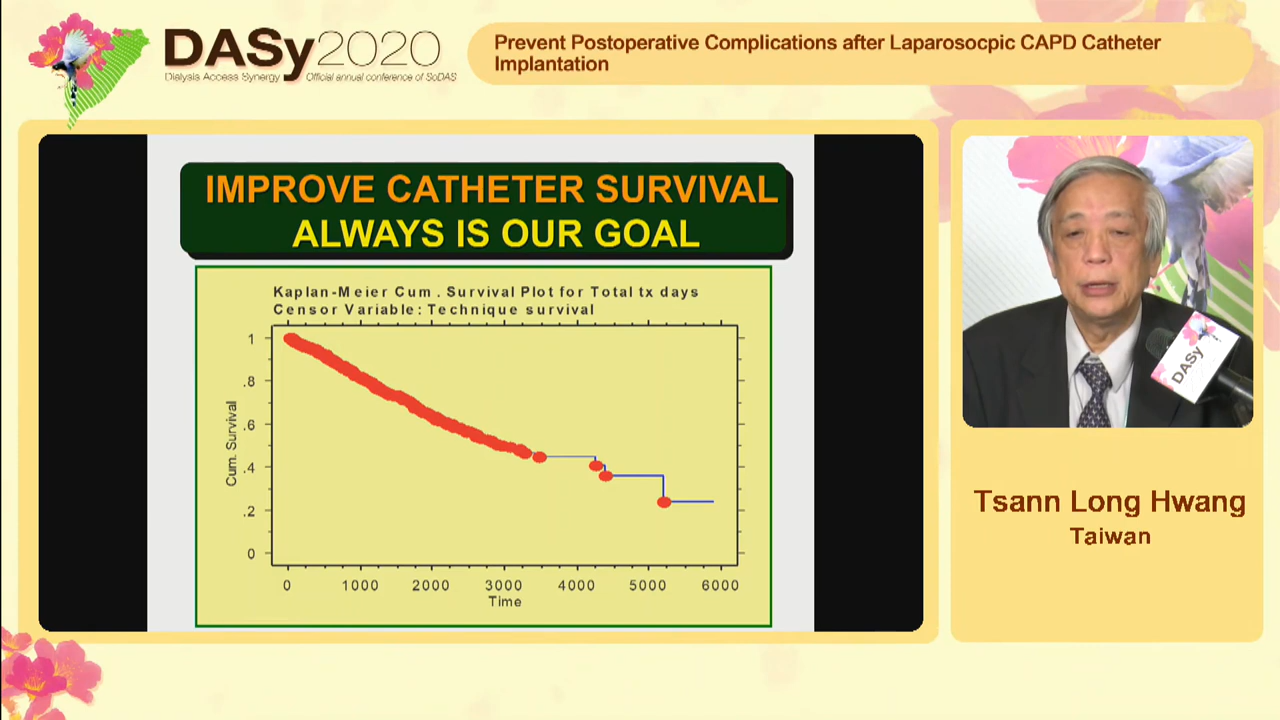 DASy2020
Dialysis Access Synergy Official annual conference of SoDAS
Prevent Postoperative Complications after Laparosocpic CAPD Catheter
Implantation
IMPROVE CATHETER SURVIVAL
ALWAYS IS OUR GOAL
Kaplan-Meier Cum . Survival Plot for Total tx days
Censor Variable: Technique survival
Cum. Survival
1
.8
.6
.4
.2
0
0 1000 2000 3000 4000 5000 6000
Time
DASy
Tsann Long Hwang
Taiwan